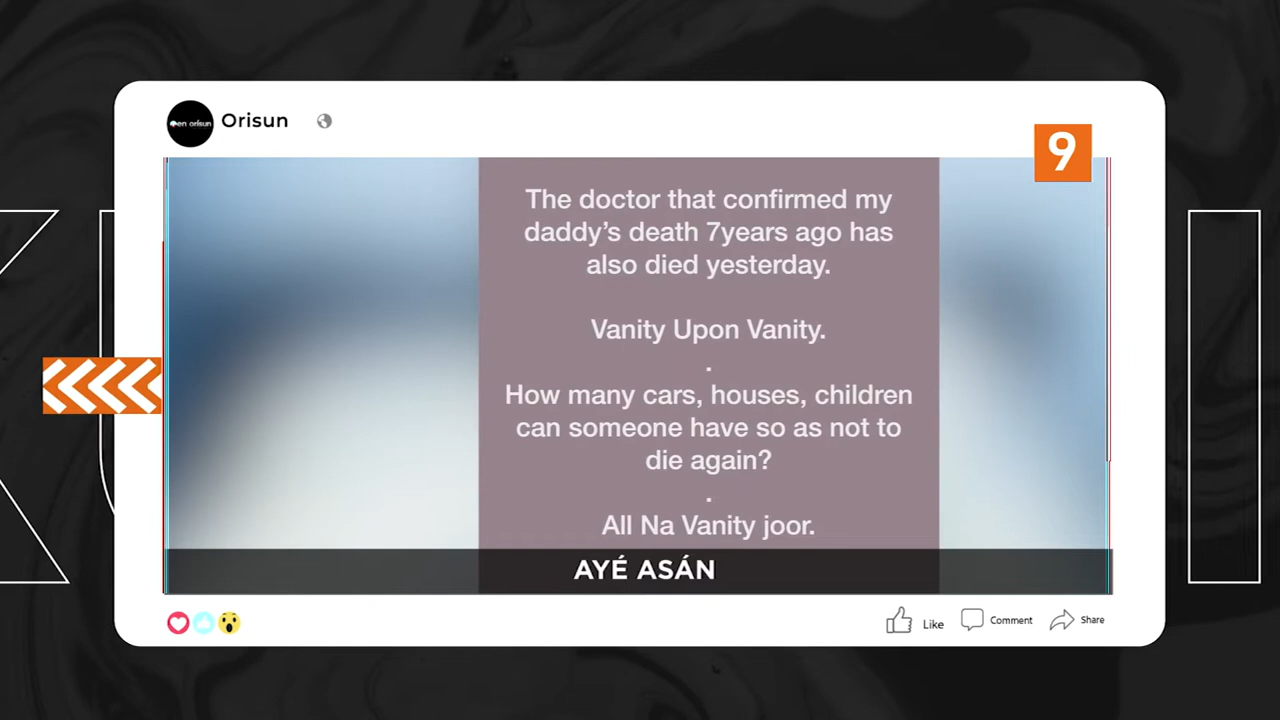 en orisun
Orisun
9
The doctor that confirmed my
daddy’s death 7years ago has
also died yesterday.
Vanity Upon Vanity.
.
How many cars, houses, children
can someone have so as not to
die again?
.
All Na Vanity joor.
AYÉ ASÁN
Like
Comment
Share